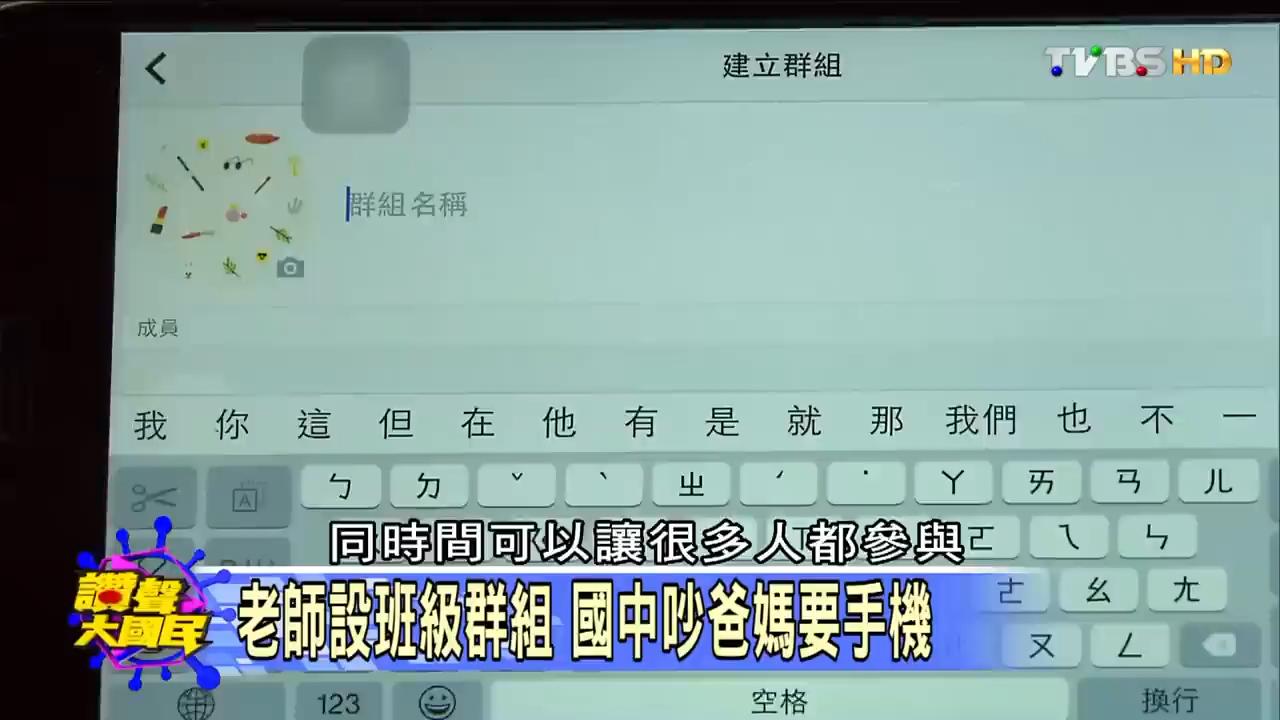 建立群組
TVBS HD
群組名稱
成員
我 你 這 但 在 他 有 是 就 那 我們 也 不 一
A ㄅ ㄉ ˇ ˋ ㄓ ˊ ˙ ㄚ ㄞ ㄢ ㄦ
同時間可以讓很多人都參與
ㄛ ㄟ ㄣ
ㄜ ㄠ ㄤ
讚聲大國民
老師設班級群組 國中吵爸媽要手機
ㄡ ㄥ
123 空格 換行